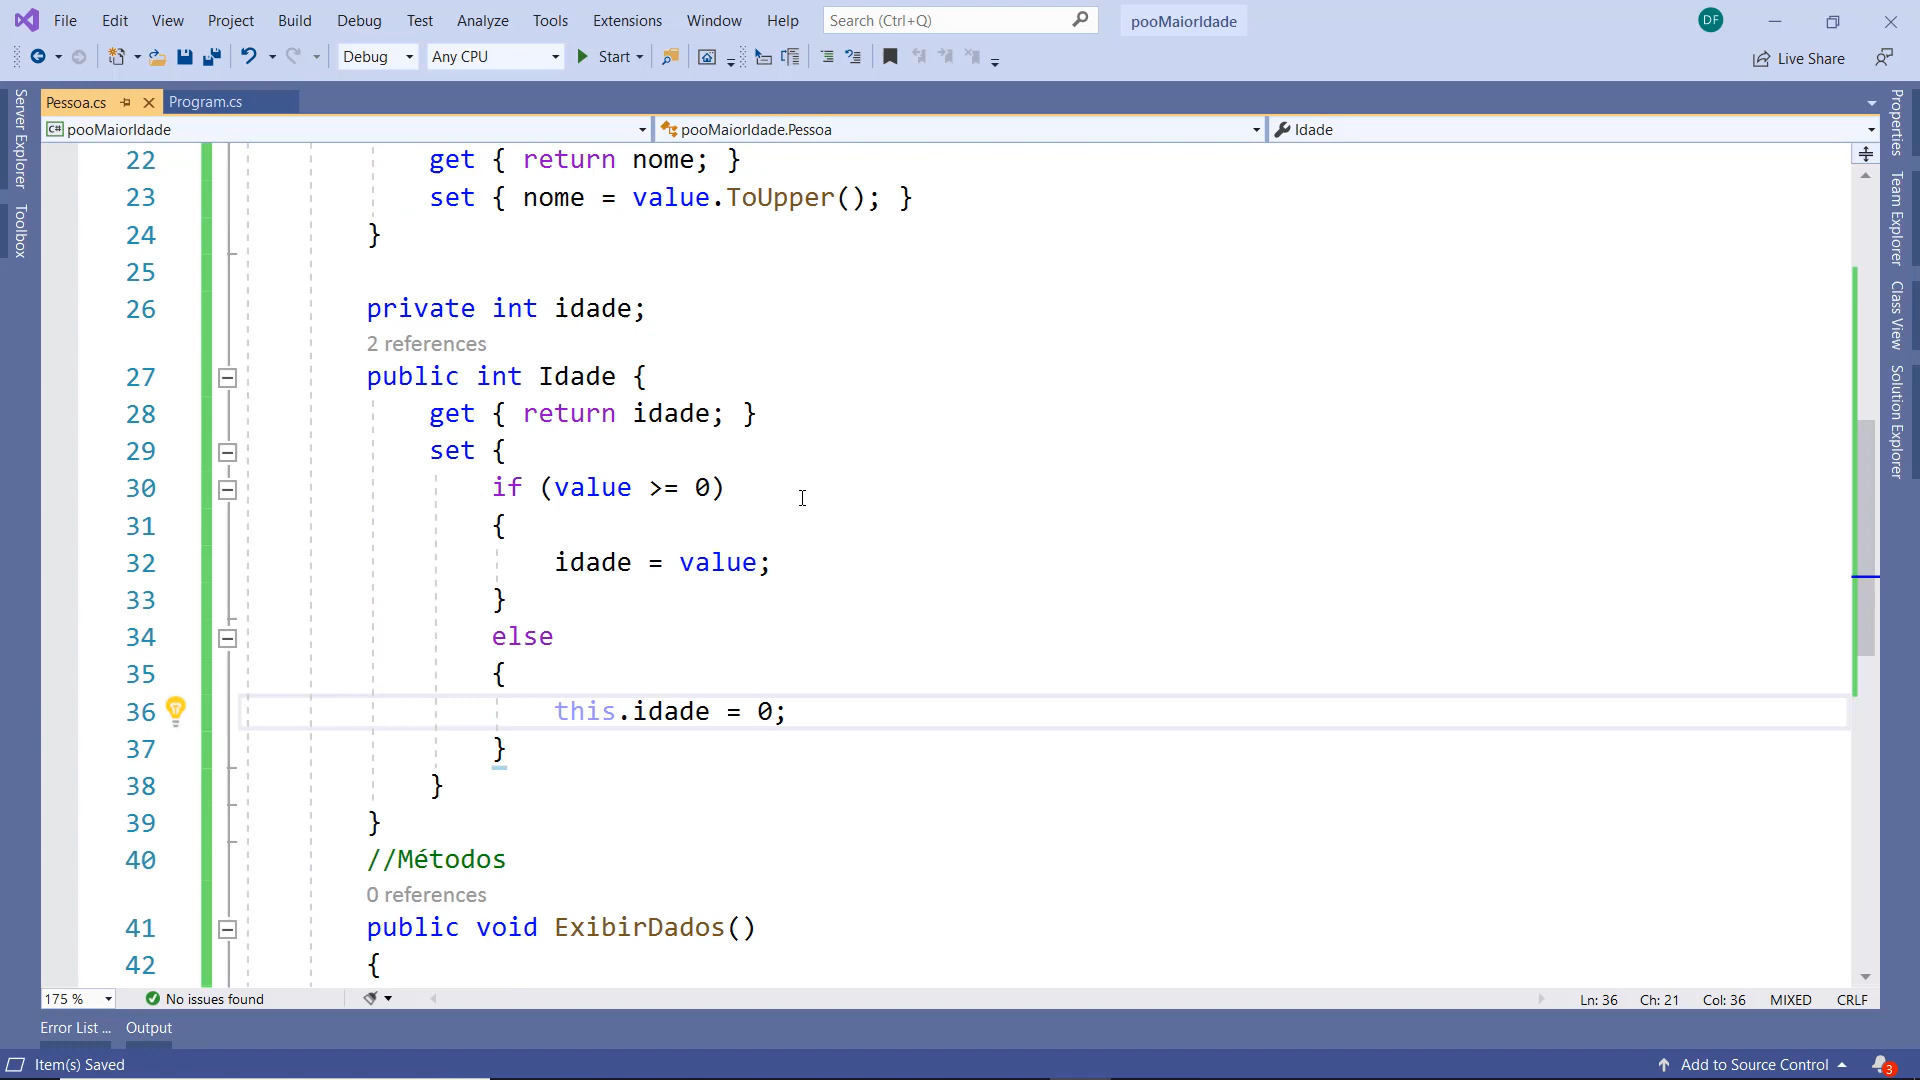 File Edit View Project Build Debug Test Analyze Tools Extensions Window Help Search (Ctrl+Q) pooMaiorIdade DF
Debug Any CPU Start Live Share
Pessoa.cs Program.cs
C# pooMaiorIdade pooMaiorIdade.Pessoa Idade
Server Explorer
Toolbox
22 get { return nome; }
23 set { nome = value.ToUpper(); }
24 }
25
26 private int idade;
2 references
27 public int Idade {
28 get { return idade; }
29 set {
30 if (value >= 0)
31 {
32 idade = value;
33 }
34 else
35 {
36 this.idade = 0;
37 }
38 }
39 }
40 //Métodos
0 references
41 public void ExibirDados()
42 {
Properties
Team Explorer
Class View
Solution Explorer
175 % No issues found Ln: 36 Ch: 21 Col: 36 MIXED CRLF
Error List ... Output
Item(s) Saved Add to Source Control 3